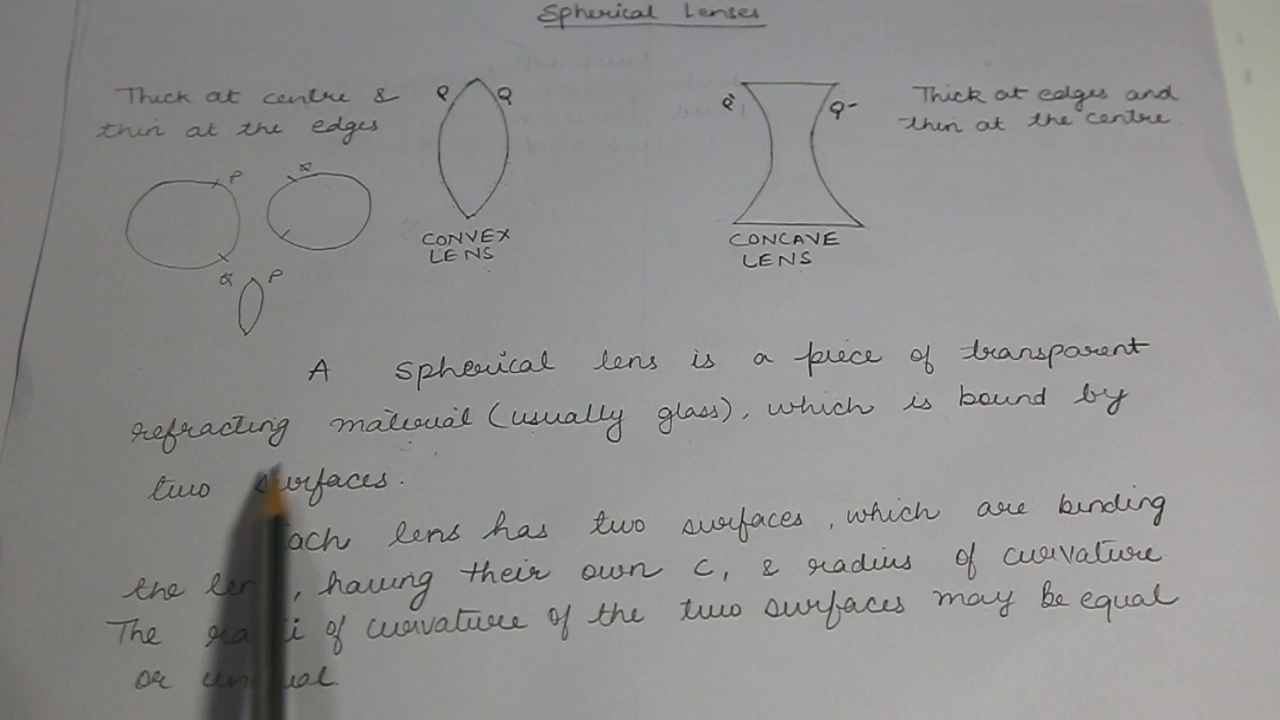 Spherical Lenses
Thick at centre &
thin at the edges
P
Q
CONVEX
LENS
P
Q
CONCAVE
LENS
Thick at edges and
thin at the centre.
P
Q
Q P
A spherical lens is a piece of transparent
refracting material (usually glass), which is bound by
two surfaces.
lens has two surfaces, which are binding
the , having their own C, & radius of curvature
The of curvature of the two surfaces may be equal
or